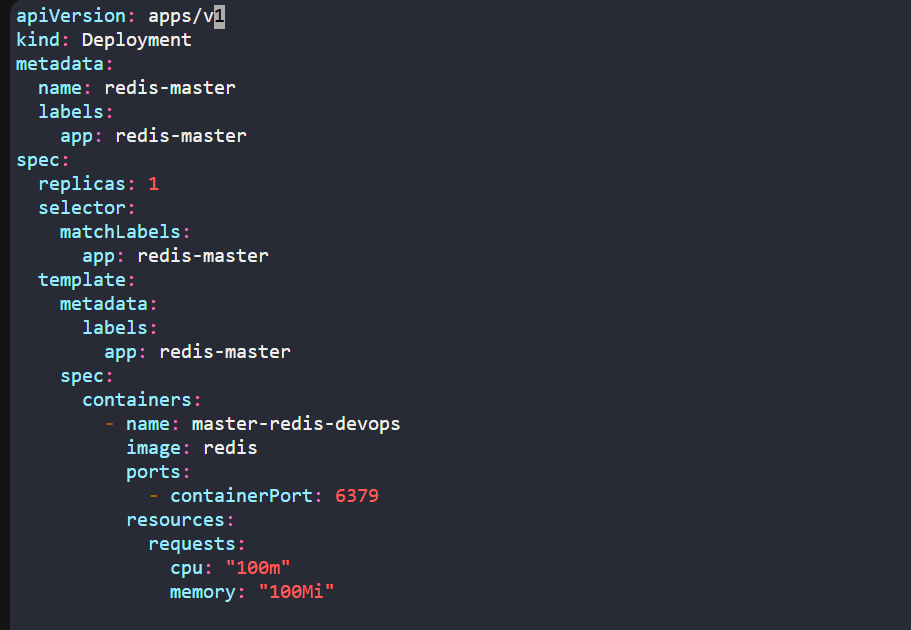 apiVersion: apps/v1
kind: Deployment
metadata:
  name: redis-master
  labels:
    app: redis-master
spec:
  replicas: 1
  selector:
    matchLabels:
      app: redis-master
  template:
    metadata:
      labels:
        app: redis-master
    spec:
      containers:
        - name: master-redis-devops
          image: redis
          ports:
            - containerPort: 6379
          resources:
            requests:
              cpu: "100m"
              memory: "100Mi"